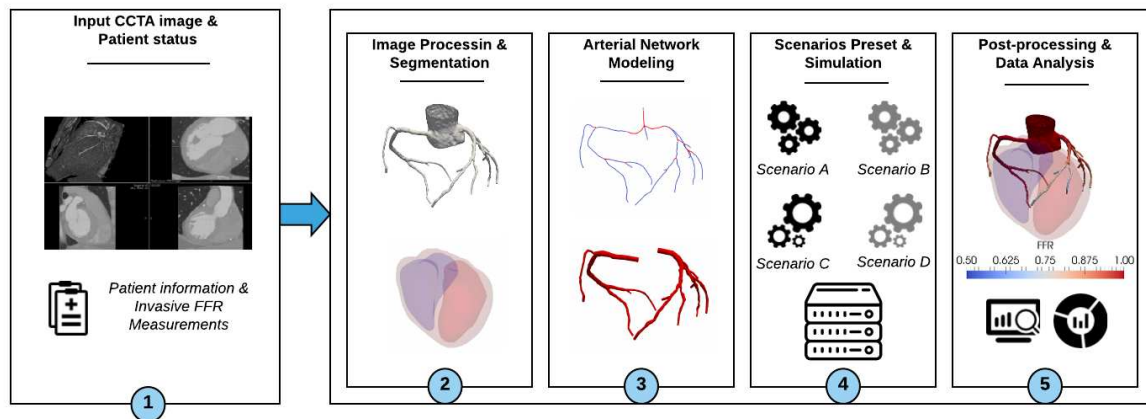 Input CCTA image &
Patient status
Patient information &
Invasive FFR
Measurements
1
Image Processin &
Segmentation
2
Arterial Network
Modeling
3
Scenarios Preset &
Simulation
Scenario A
Scenario B
Scenario C
Scenario D
4
Post-processing &
Data Analysis
FFR
0.50 0.625 0.75 0.875 1.00
5